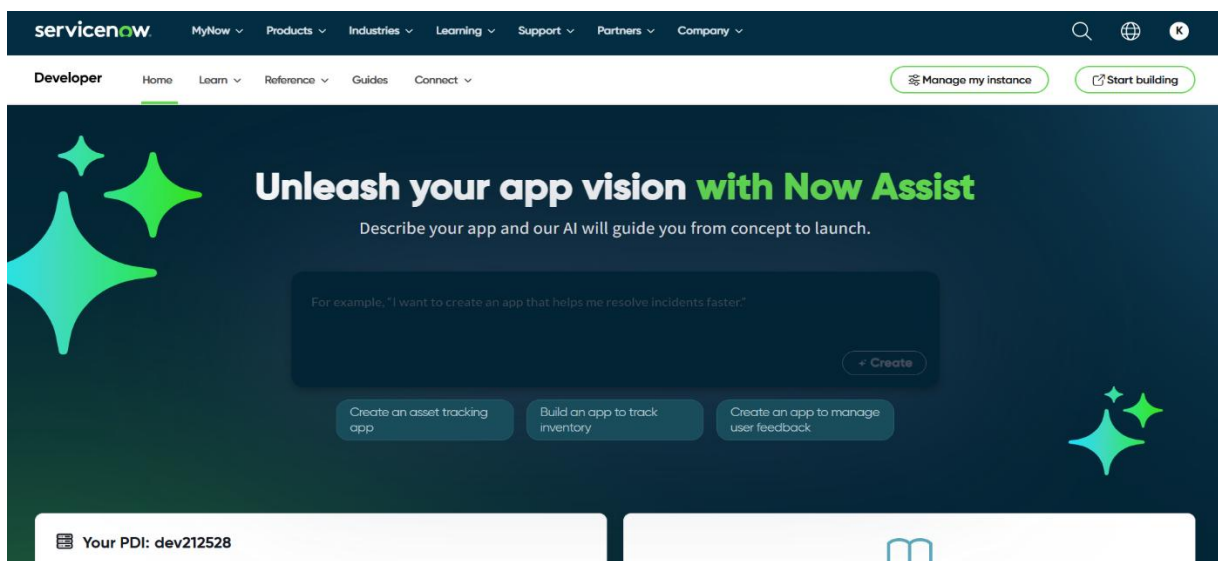 servicenow.
MyNow
Products
Industries
Learning
Support
Partners
Company
K
Developer
Home
Learn
Reference
Guides
Connect
Manage my instance
Start building
Unleash your app vision with Now Assist
Describe your app and our AI will guide you from concept to launch.
For example, "I want to create an app that helps me resolve incidents faster."
+ Create
Create an asset tracking
app
Build an app to track
inventory
Create an app to manage
user feedback
Your PDI: dev212528